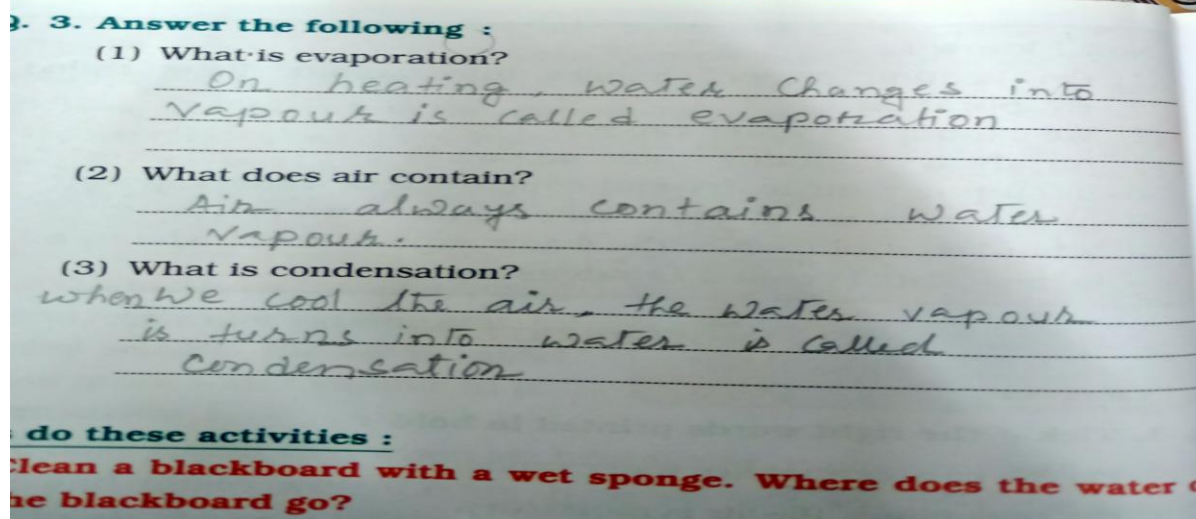 . 3. Answer the following :
(1) What is evaporation?
On heating, water changes into
vapour is called evaporation
(2) What does air contain?
Air always contains water
vapour.
(3) What is condensation?
when we cool the air, the water vapour
is turns into water is called
Condensation
do these activities :
Clean a blackboard with a wet sponge. Where does the water
he blackboard go?